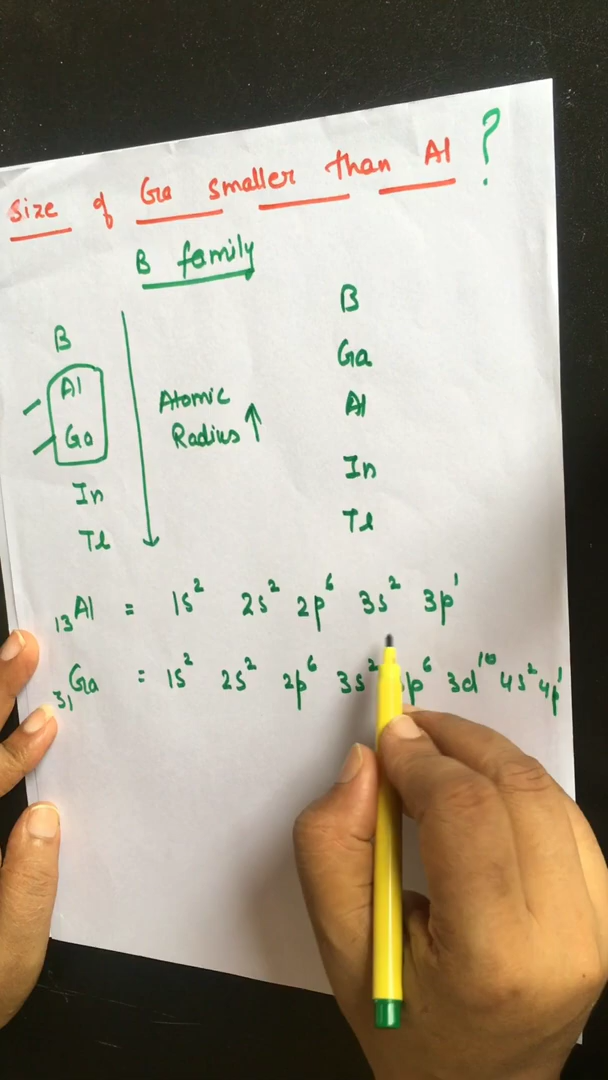 size of Ga smaller than Al ?
B family
B
Al
Ga
In
Tl
Atomic
Radius ↑
B
Ga
Al
In
Tl
₁₃Al = 1s² 2s² 2p⁶ 3s² 3p¹
₃₁Ga = 1s² 2s² 2p⁶ 3s² p⁶ 3d¹⁰ 4s² 4p¹